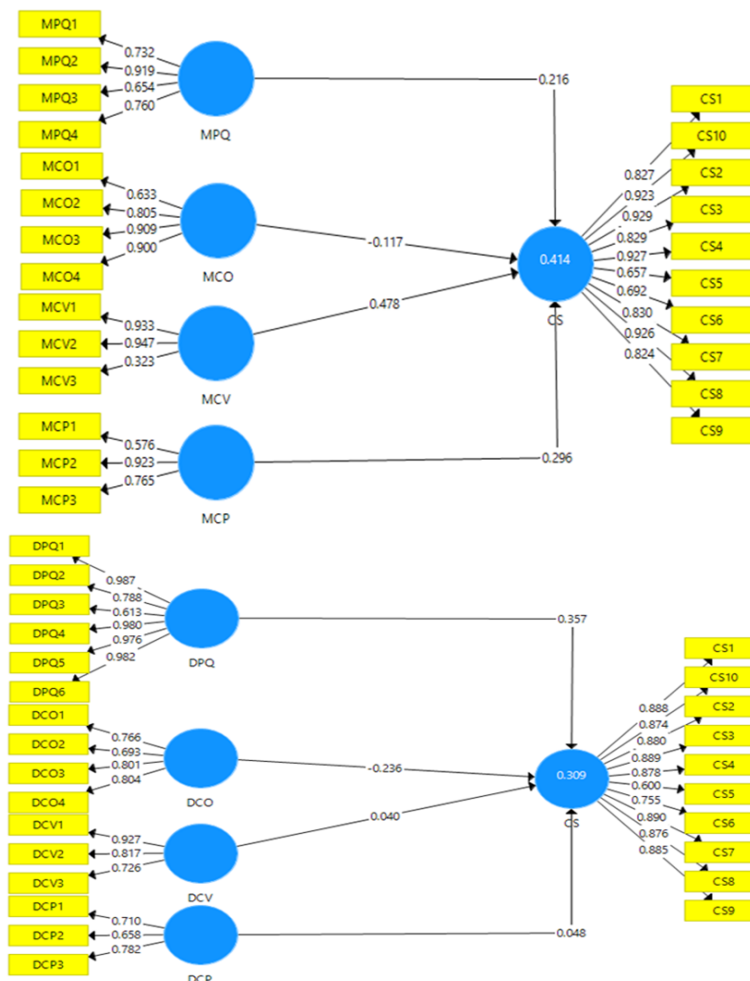 MPQ1
0.732
MPQ2
0.919
MPQ3
0.654
MPQ4
0.760
MPQ
0.216
MCO1
0.633
MCO2
0.805
MCO3
0.909
MCO4
0.900
MCO
-0.117
MCV1
0.933
MCV2
0.947
MCV3
0.323
MCV
0.478
MCP1
0.576
MCP2
0.923
MCP3
0.765
MCP
0.296
0.414
CS
CS1
0.827
CS10
0.923
CS2
0.929
CS3
0.829
CS4
0.927
CS5
0.657
CS6
0.692
CS7
0.830
CS8
0.926
CS9
0.824
DPQ1
0.987
DPQ2
0.788
DPQ3
0.613
DPQ4
0.980
DPQ5
0.976
DPQ6
0.982
DPQ
0.357
DCO1
0.766
DCO2
0.693
DCO3
0.801
DCO4
0.804
DCO
-0.236
DCV1
0.927
DCV2
0.817
DCV3
0.726
DCV
0.040
DCP1
0.710
DCP2
0.658
DCP3
0.782
DCP
0.048
0.309
CS
CS1
0.888
CS10
0.874
CS2
0.880
CS3
0.889
CS4
0.878
CS5
0.600
CS6
0.755
CS7
0.890
CS8
0.876
CS9
0.885